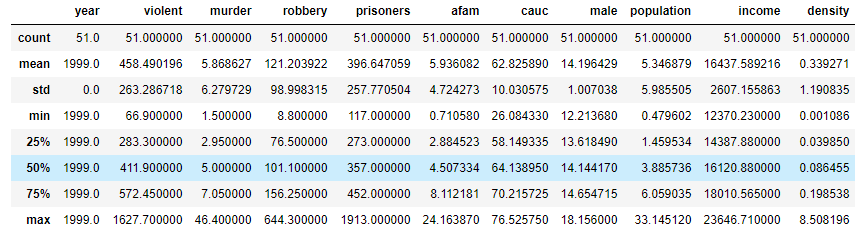 year violent murder robbery prisoners afam cauc male population income density
count 51.0 51.000000 51.000000 51.000000 51.000000 51.000000 51.000000 51.000000 51.000000 51.000000 51.000000
mean 1999.0 458.490196 5.868627 121.203922 396.647059 5.936082 62.825890 14.196429 5.346879 16437.589216 0.339271
std 0.0 263.286718 6.279729 98.998315 257.770504 4.724273 10.030575 1.007038 5.985505 2607.155863 1.190835
min 1999.0 66.900000 1.500000 8.800000 117.000000 0.710580 26.084330 12.213680 0.479602 12370.230000 0.001086
25% 1999.0 283.300000 2.950000 76.500000 273.000000 2.884523 58.149335 13.618490 1.459534 14387.880000 0.039850
50% 1999.0 411.900000 5.000000 101.100000 357.000000 4.507334 64.138950 14.144170 3.885736 16120.880000 0.086455
75% 1999.0 572.450000 7.050000 156.250000 452.000000 8.112181 70.215725 14.654715 6.059035 18010.565000 0.198538
max 1999.0 1627.700000 46.400000 644.300000 1913.000000 24.163870 76.525750 18.156000 33.145120 23646.710000 8.508196